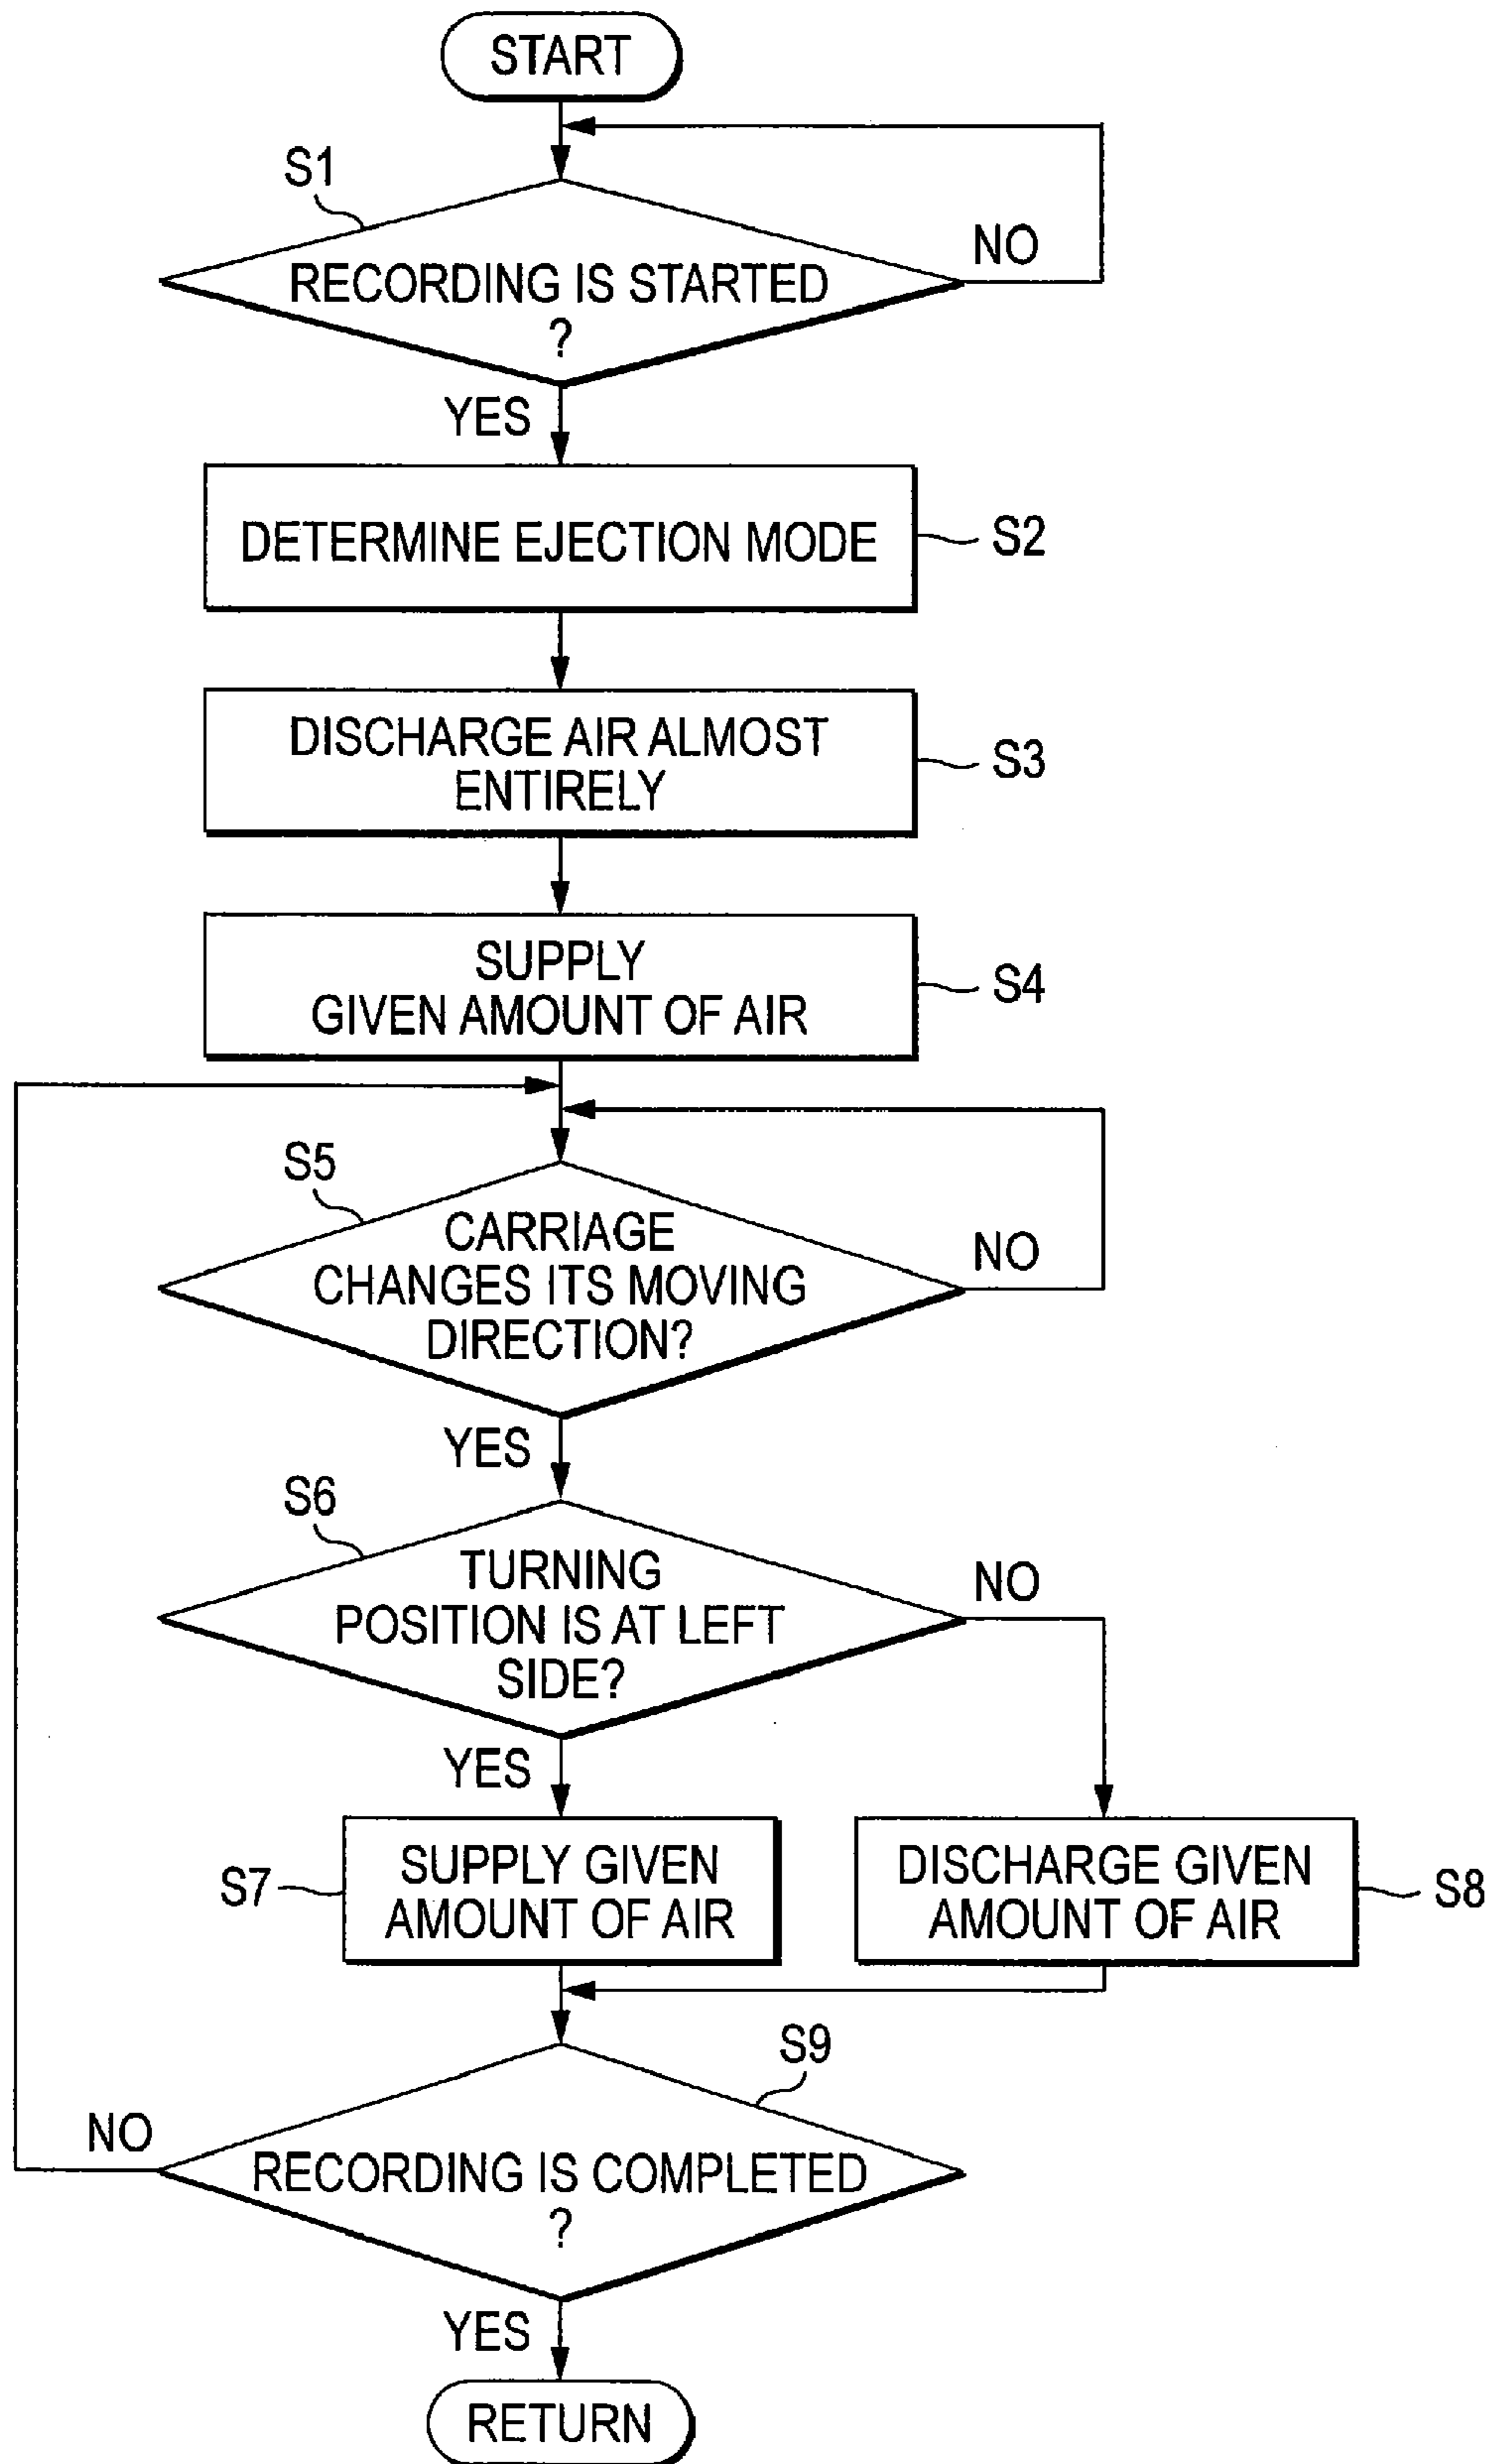 START
S1
RECORDING IS STARTED
?
NO
YES
DETERMINE EJECTION MODE
S2
DISCHARGE AIR ALMOST
ENTIRELY
S3
SUPPLY
GIVEN AMOUNT OF AIR
S4
S5
CARRIAGE
CHANGES ITS MOVING
DIRECTION?
NO
YES
S6
TURNING
POSITION IS AT LEFT
SIDE?
NO
YES
S7
SUPPLY GIVEN
AMOUNT OF AIR
DISCHARGE GIVEN
AMOUNT OF AIR
S8
S9
NO
RECORDING IS COMPLETED
?
YES
RETURN